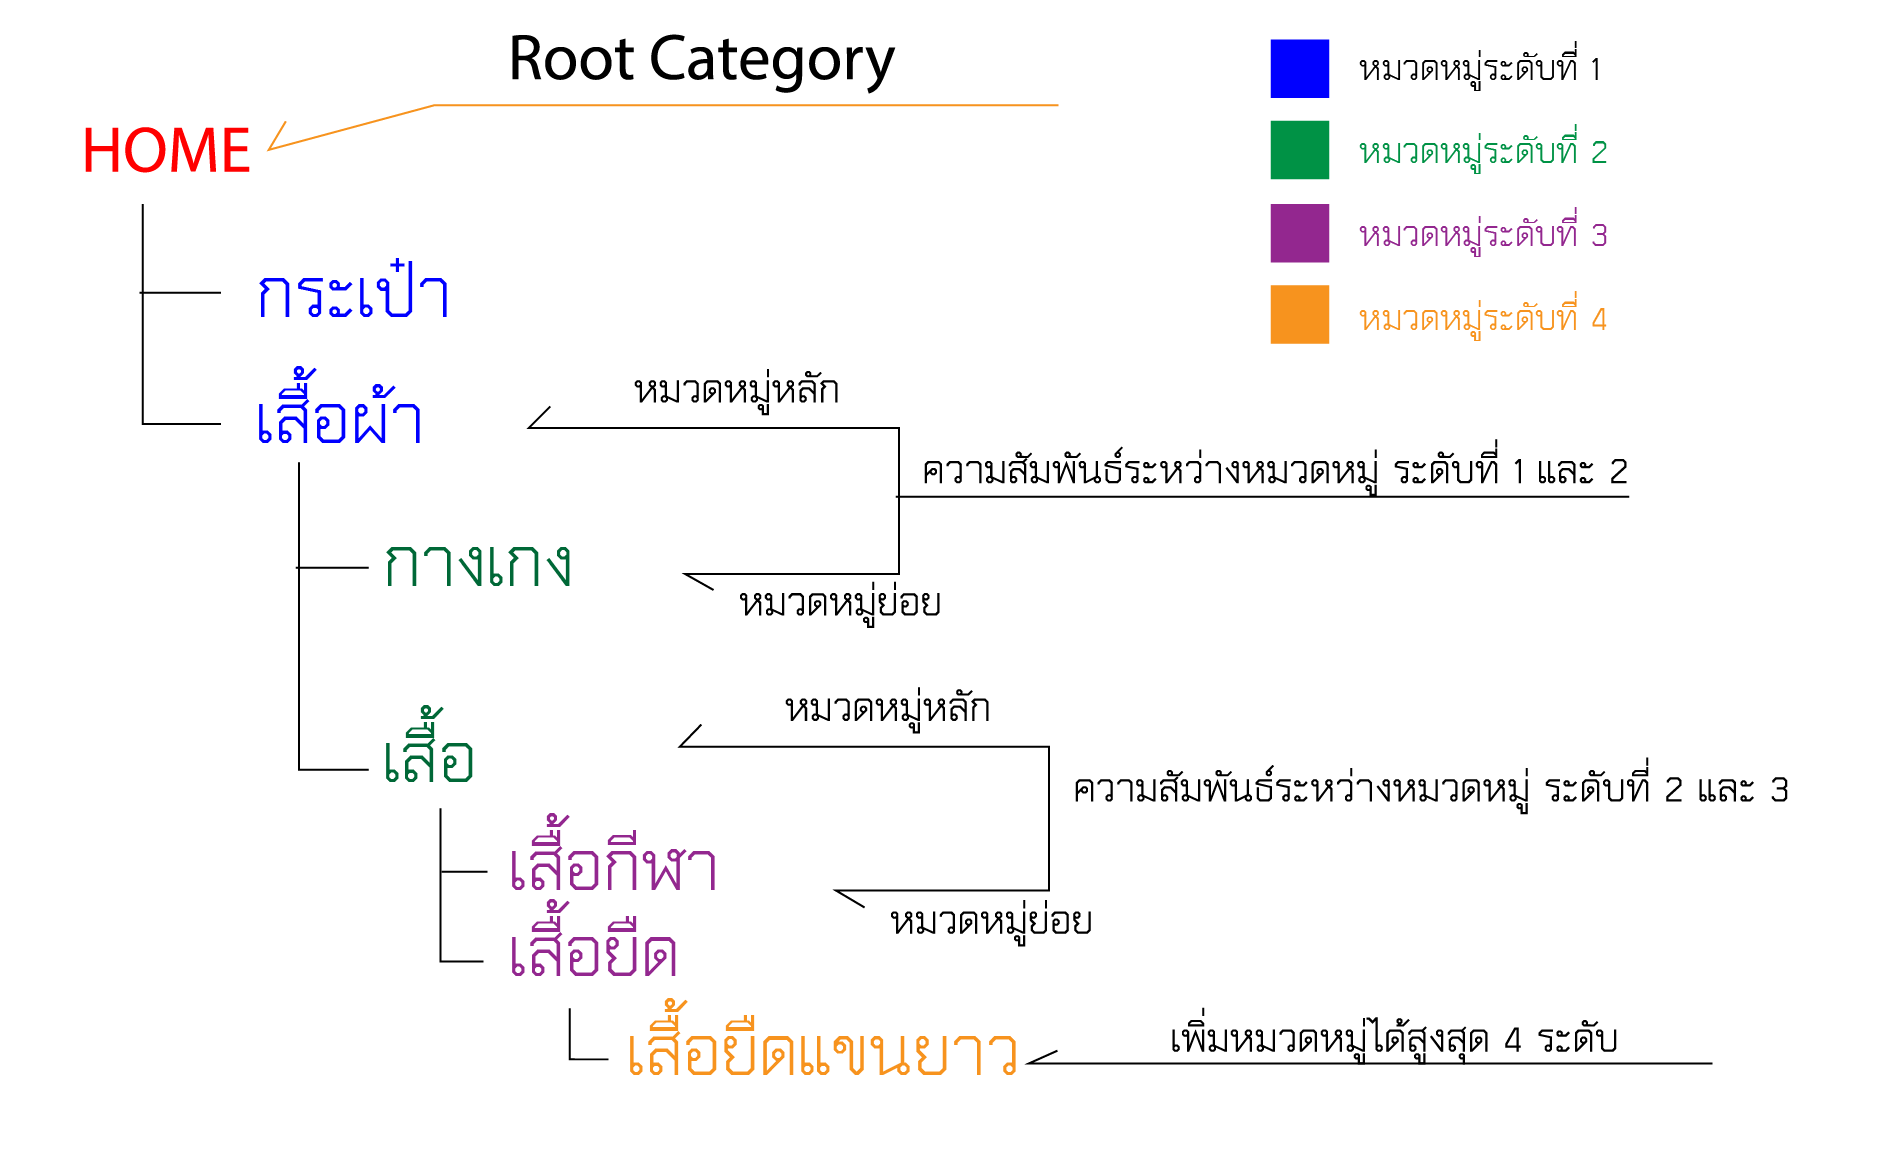 Root Category
HOME
หมวดหมู่ระดับที่ 1
หมวดหมู่ระดับที่ 2
หมวดหมู่ระดับที่ 3
หมวดหมู่ระดับที่ 4
กระเป๋า
เสื้อผ้า
หมวดหมู่หลัก
ความสัมพันธ์ระหว่างหมวดหมู่ ระดับที่ 1 และ 2
กางเกง
หมวดหมู่ย่อย
เสื้อ
หมวดหมู่หลัก
ความสัมพันธ์ระหว่างหมวดหมู่ ระดับที่ 2 และ 3
เสื้อกีฬา
หมวดหมู่ย่อย
เสื้อยืด
เสื้อยืดแขนยาว
เพิ่มหมวดหมู่ได้สูงสุด 4 ระดับ